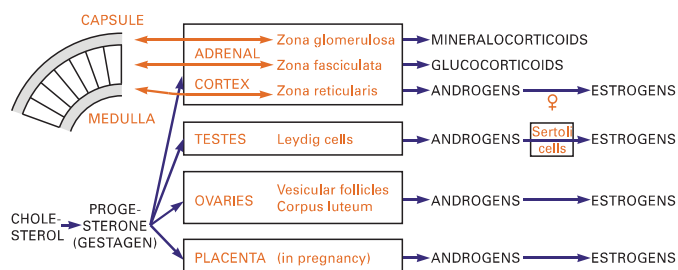 CAPSULE
ADRENAL
CORTEX
MEDULLA
Zona glomerulosa
Zona fasciculata
Zona reticularis
MINERALOCORTICOIDS
GLUCOCORTICOIDS
ANDROGENS
♀
ESTROGENS
TESTES
Leydig cells
ANDROGENS
Sertoli
cells
ESTROGENS
OVARIES
Vesicular follicles
Corpus luteum
ANDROGENS
ESTROGENS
CHOLE-
STEROL
PROGE-
STERONE
(GESTAGEN)
PLACENTA
(in pregnancy)
ANDROGENS
ESTROGENS